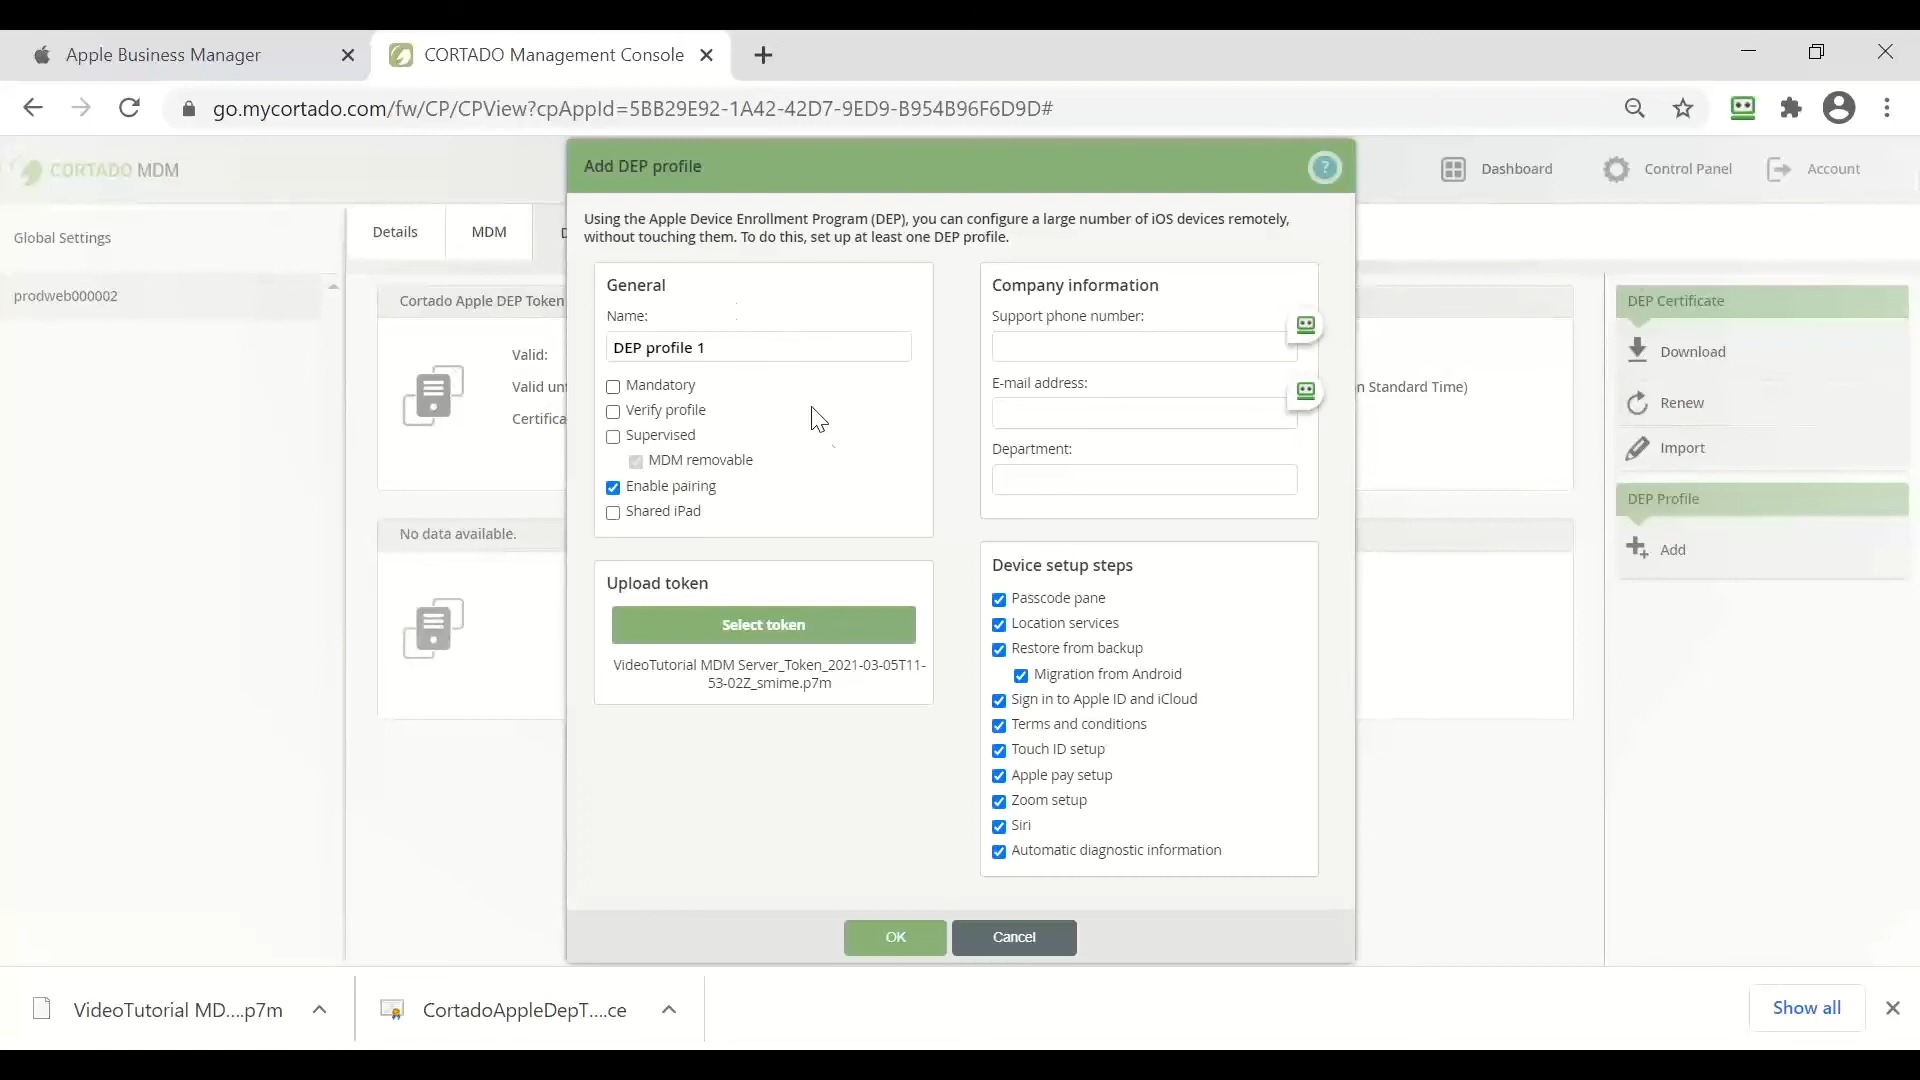 Apple Business Manager
CORTADO Management Console
go.mycortado.com/fw/CP/CPView?cpAppId=5BB29E92-1A42-42D7-9ED9-B954B96F6D9D#
CORTADO MDM
Dashboard
Control Panel
Account
Global Settings
prodweb000002
Details
MDM
Cortado Apple DEP Token
Valid:
Valid
Certifica
n Standard Time)
No data available.
DEP Certificate
Download
Renew
Import
DEP Profile
Add
Add DEP profile
?
Using the Apple Device Enrollment Program (DEP), you can configure a large number of iOS devices remotely,
without touching them. To do this, set up at least one DEP profile.
General
Name:
DEP profile 1
Mandatory
Verify profile
Supervised
MDM removable
Enable pairing
Shared iPad
Upload token
Select token
VideoTutorial MDM Server_Token_2021-03-05T11-
53-02Z_smime.p7m
Company information
Support phone number:
E-mail address:
Department:
Device setup steps
Passcode pane
Location services
Restore from backup
Migration from Android
Sign in to Apple ID and iCloud
Terms and conditions
Touch ID setup
Apple pay setup
Zoom setup
Siri
Automatic diagnostic information
OK
Cancel
VideoTutorial MD....p7m
CortadoAppleDepT....ce
Show all